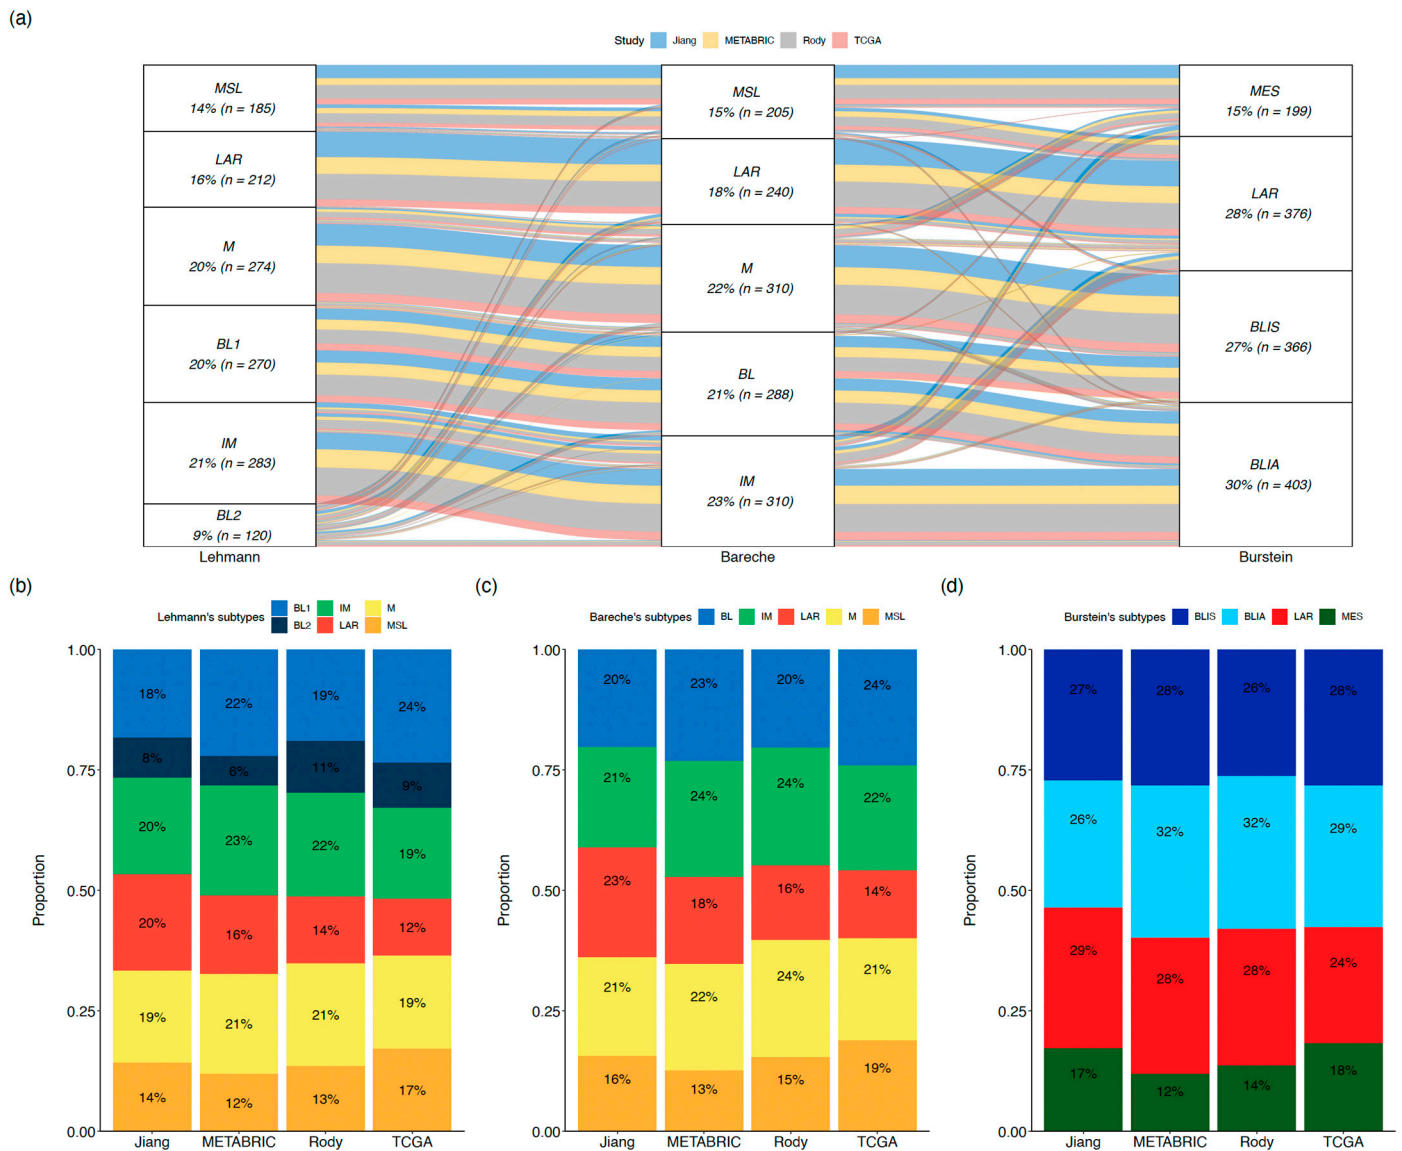 (a)
Study Jiang METABRIC Rody TCGA
MSL
14% (n = 185)
LAR
16% (n = 212)
M
20% (n = 274)
BL1
20% (n = 270)
IM
21% (n = 283)
BL2
9% (n = 120)
Lehmann
MSL
15% (n = 205)
LAR
18% (n = 240)
M
22% (n = 310)
BL
21% (n = 288)
IM
23% (n = 310)
Bareche
MES
15% (n = 199)
LAR
28% (n = 376)
BLIS
27% (n = 366)
BLIA
30% (n = 403)
Burstein
(b)
Lehmann's subtypes BL1 IM M
BL2 LAR MSL
Proportion
1.00
0.75
0.50
0.25
0.00
18% 22% 19% 24%
8% 6% 11% 9%
20% 23% 22% 19%
20% 16% 14% 12%
19% 21% 21% 19%
14% 12% 13% 17%
Jiang METABRIC Rody TCGA
(c)
Bareche's subtypes BL IM LAR M MSL
Proportion
1.00
0.75
0.50
0.25
0.00
20% 23% 20% 24%
21% 24% 24% 22%
23% 18% 16% 14%
21% 22% 24% 21%
16% 13% 15% 19%
Jiang METABRIC Rody TCGA
(d)
Burstein's subtypes BLIS BLIA LAR MES
Proportion
1.00
0.75
0.50
0.25
0.00
27% 28% 26% 28%
26% 32% 32% 29%
29% 28% 28% 24%
17% 12% 14% 18%
Jiang METABRIC Rody TCGA